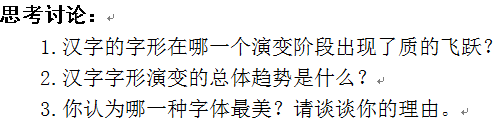 思考讨论：
1.汉字的字形在哪一个演变阶段出现了质的飞跃？
2.汉字字形演变的总体趋势是什么？
3.你认为哪一种字体最美？请谈谈你的理由。